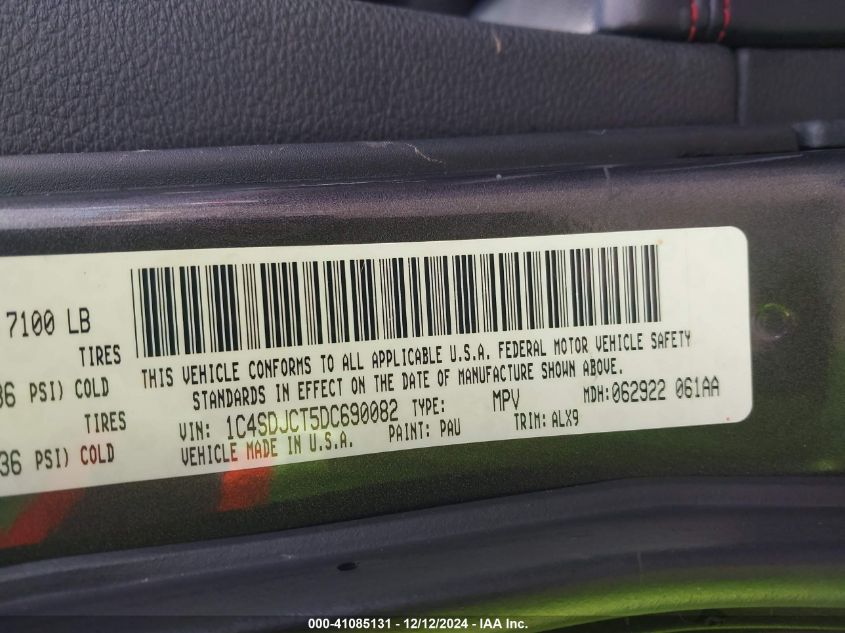 7100 LB
TIRES
36 PSI) COLD
TIRES
36 PSI) COLD
THIS VEHICLE CONFORMS TO ALL APPLICABLE U.S.A. FEDERAL MOTOR VEHICLE SAFETY
STANDARDS IN EFFECT ON THE DATE OF MANUFACTURE SHOWN ABOVE.
VIN: 1C4SDJCT5DC690082 TYPE: MPV MDH:062922 061AA
VEHICLE MADE IN U.S.A. PAINT: PAU TRIM: ALX9
000-41085131 - 12/12/2024 - IAA Inc.